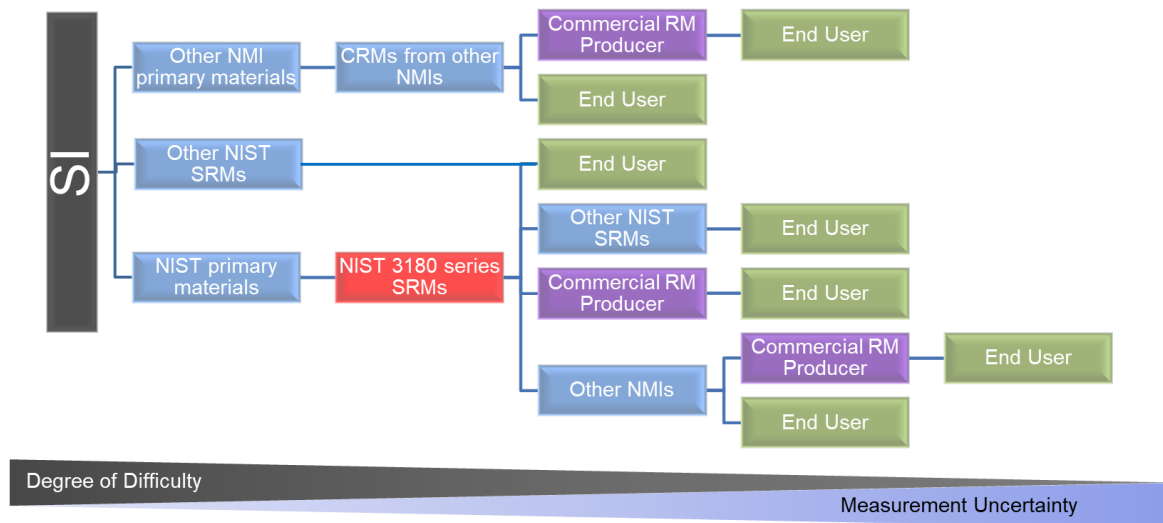 SI
Other NMI
primary materials
CRMs from other
NMIs
Commercial RM
Producer
End User
End User
Other NIST
SRMs
End User
Other NIST
SRMs
End User
NIST primary
materials
NIST 3180 series
SRMs
Commercial RM
Producer
End User
Commercial RM
Producer
End User
Other NMIs
End User
Degree of Difficulty
Measurement Uncertainty